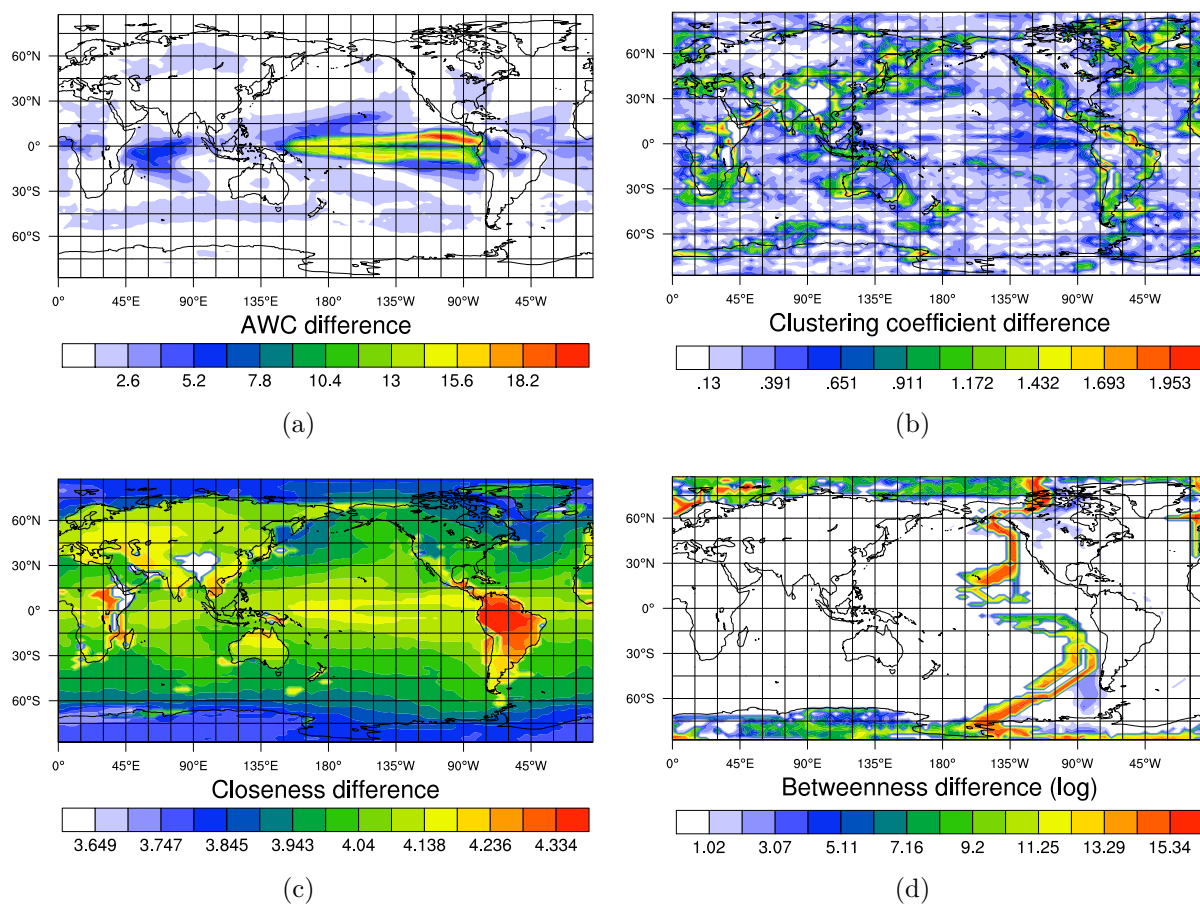 60°N
30°N
0°
30°S
60°S
0° 45°E 90°E 135°E 180° 135°W 90°W 45°W
AWC difference
2.6 5.2 7.8 10.4 13 15.6 18.2
(a)
60°N
30°N
0°
30°S
60°S
0° 45°E 90°E 135°E 180° 135°W 90°W 45°W
Clustering coefficient difference
.13 .391 .651 .911 1.172 1.432 1.693 1.953
(b)
60°N
30°N
0°
30°S
60°S
0° 45°E 90°E 135°E 180° 135°W 90°W 45°W
Closeness difference
3.649 3.747 3.845 3.943 4.04 4.138 4.236 4.334
(c)
60°N
30°N
0°
30°S
60°S
0° 45°E 90°E 135°E 180° 135°W 90°W 45°W
Betweenness difference (log)
1.02 3.07 5.11 7.16 9.2 11.25 13.29 15.34
(d)